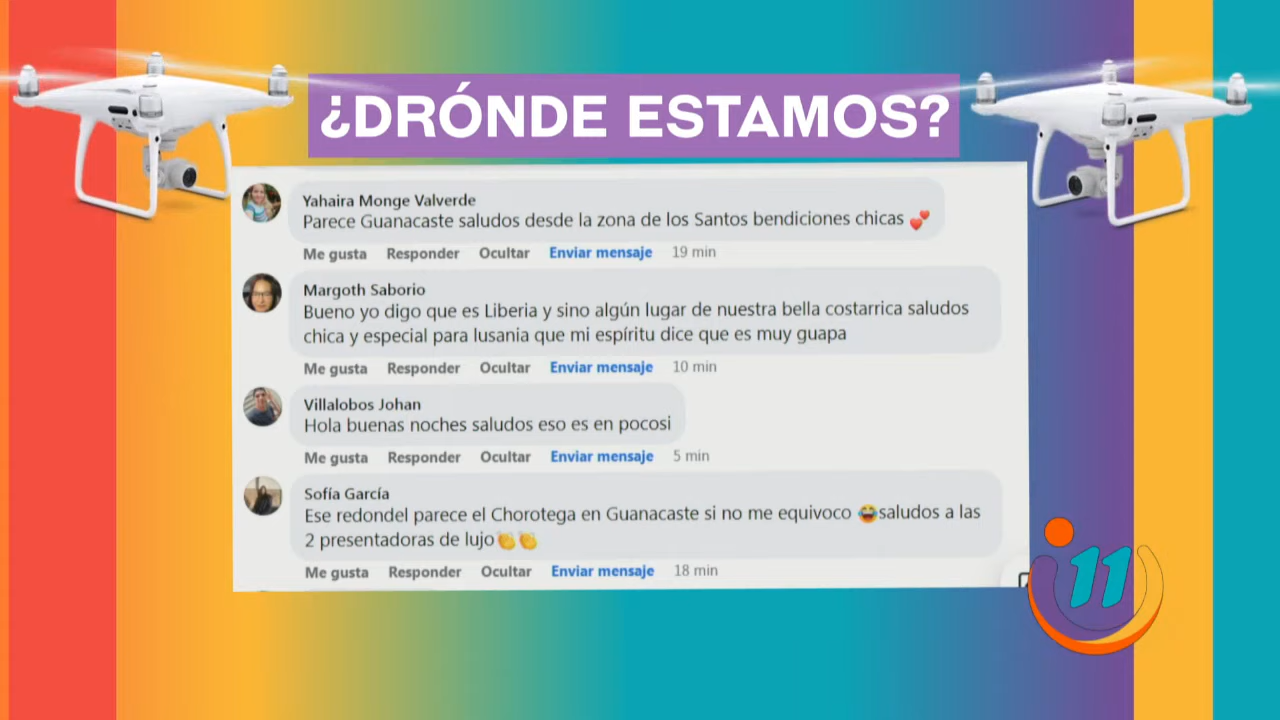 ¿DRÓNDE ESTAMOS?
Yahaira Monge Valverde
Parece Guanacaste saludos desde la zona de los Santos bendiciones chicas 💕
Me gusta Responder Ocultar Enviar mensaje 19 min
Margoth Saborio
Bueno yo digo que es Liberia y sino algún lugar de nuestra bella costarrica saludos
chica y especial para lusania que mi espíritu dice que es muy guapa
Me gusta Responder Ocultar Enviar mensaje 10 min
Villalobos Johan
Hola buenas noches saludos eso es en pocosi
Me gusta Responder Ocultar Enviar mensaje 5 min
Sofía García
Ese redondel parece el Chorotega en Guanacaste si no me equivoco 😂saludos a las
2 presentadoras de lujo👏👏
Me gusta Responder Ocultar Enviar mensaje 18 min
11